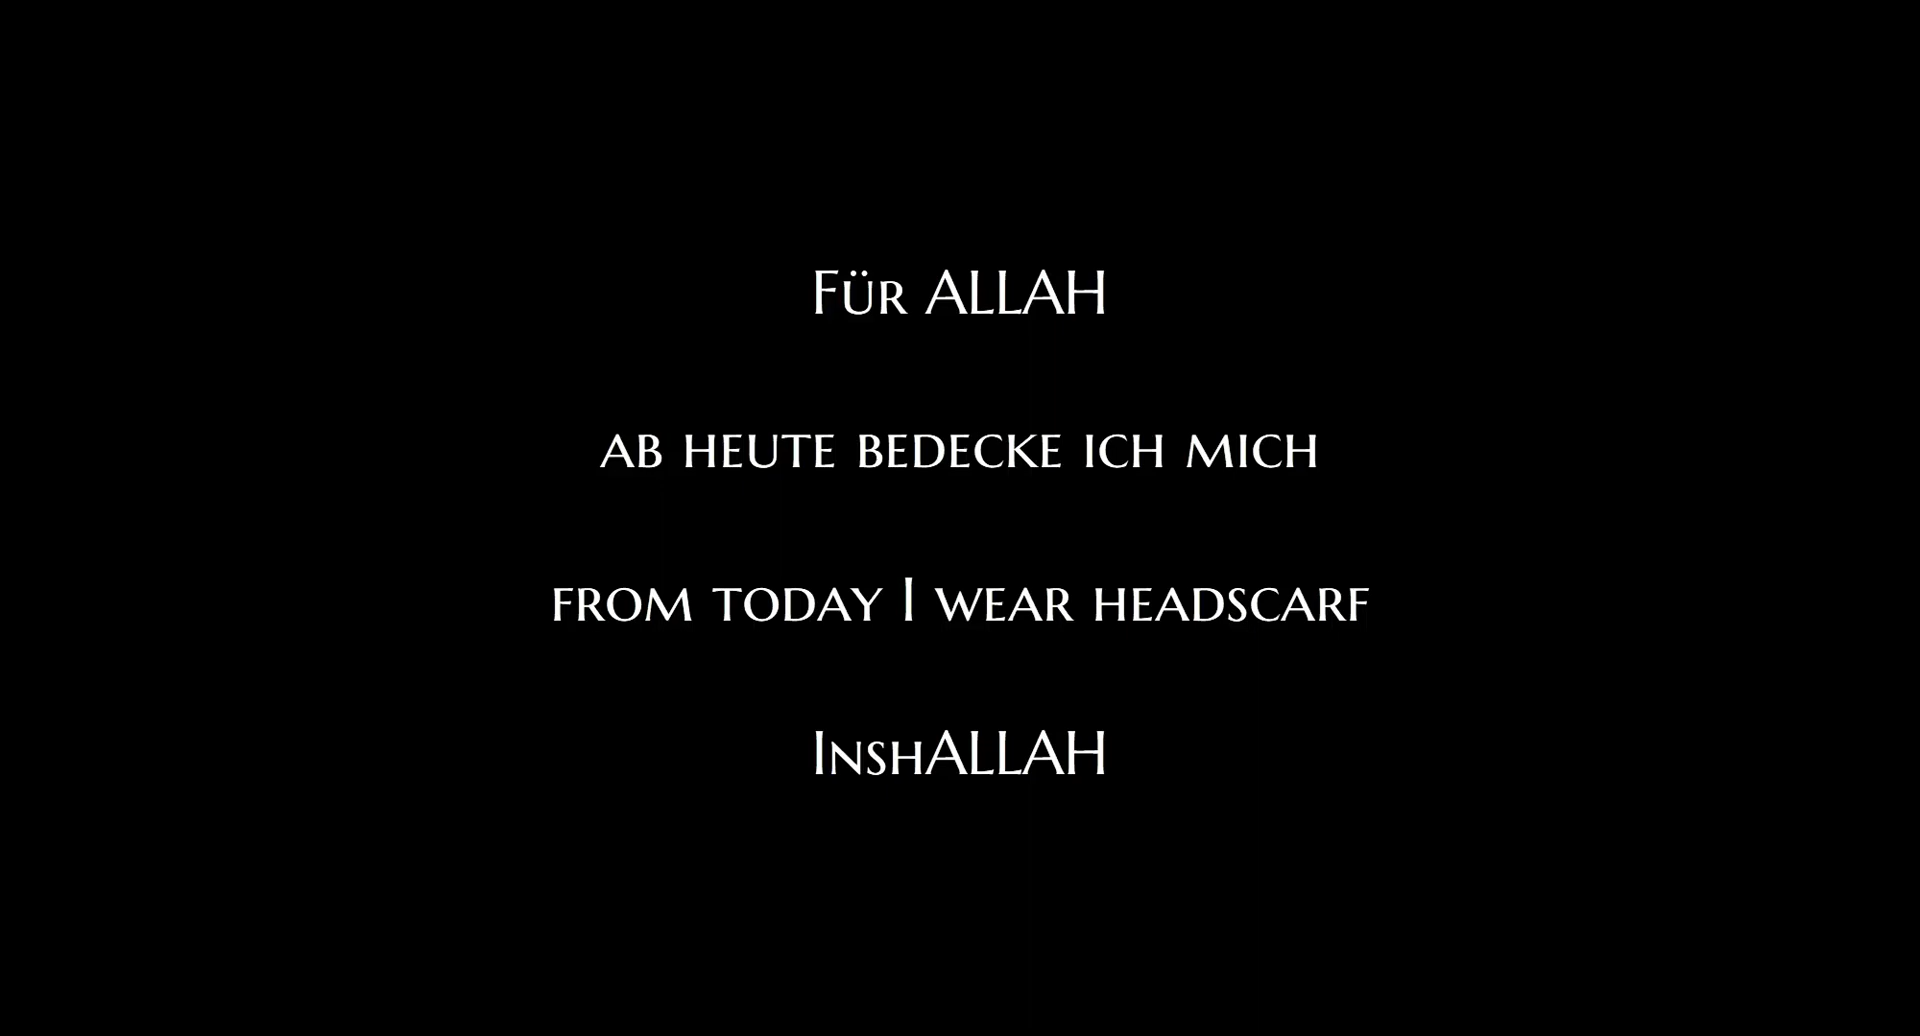 Für ALLAH
ab heute bedecke ich mich
from today I wear headscarf
InshALLAH